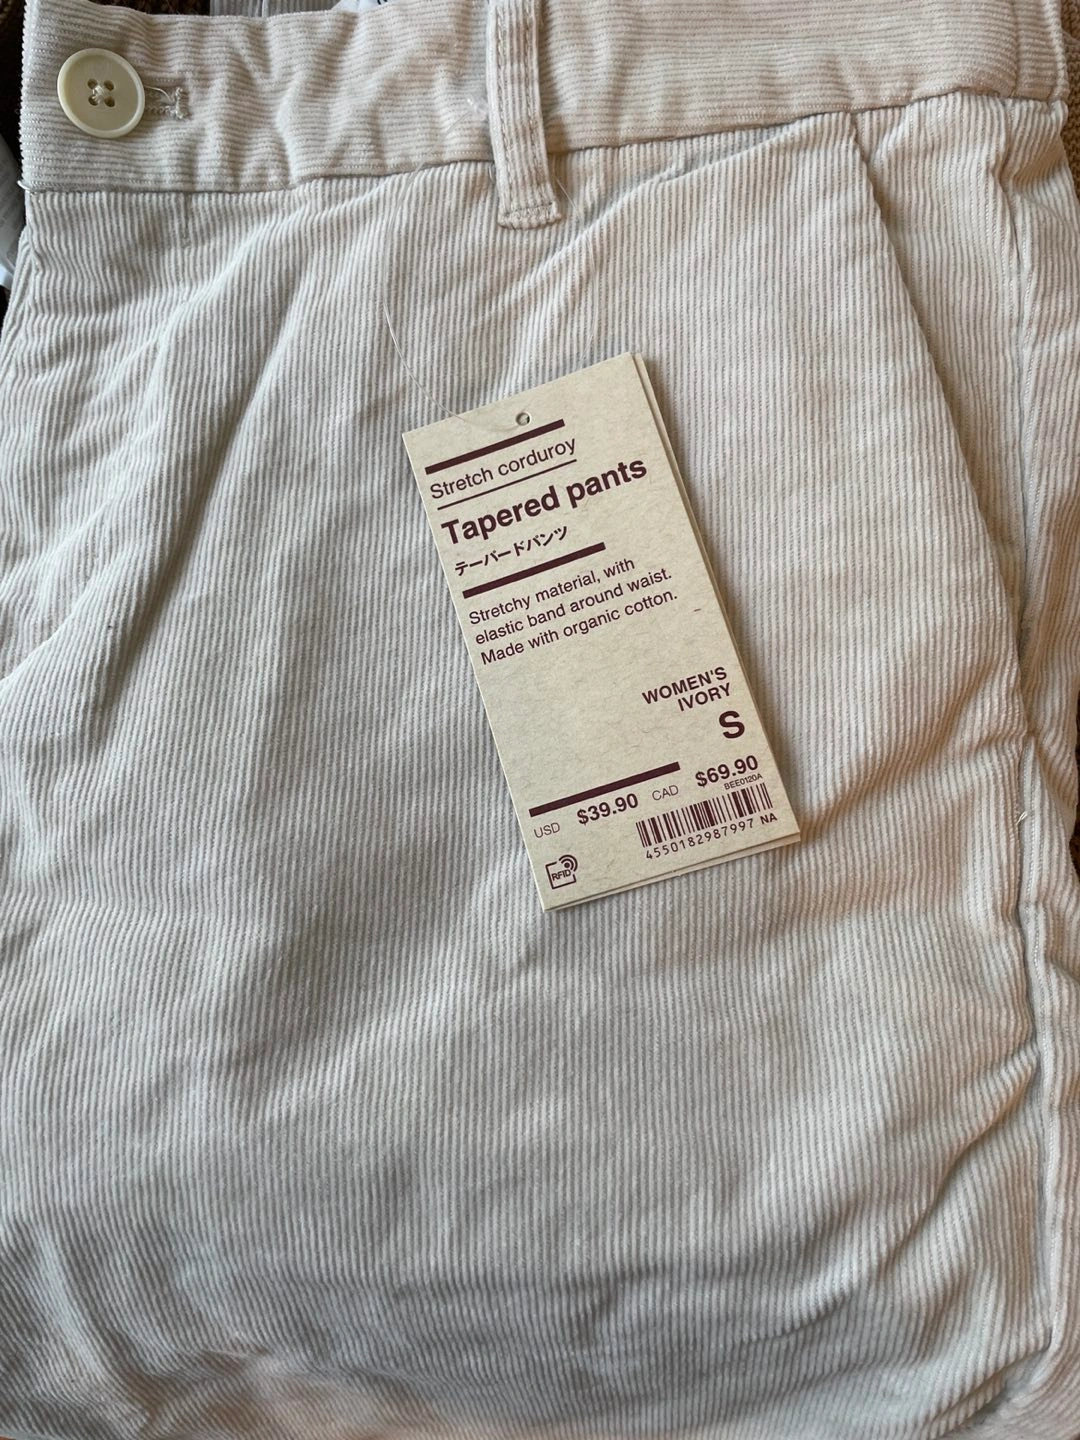 Stretch corduroy
Tapered pants
テーパードパンツ
Stretchy material, with
elastic band around waist.
Made with organic cotton.
WOMEN'S
IVORY
S
USD $39.90 CAD $69.90
BEE0120A
4550182987997 NA
RFID